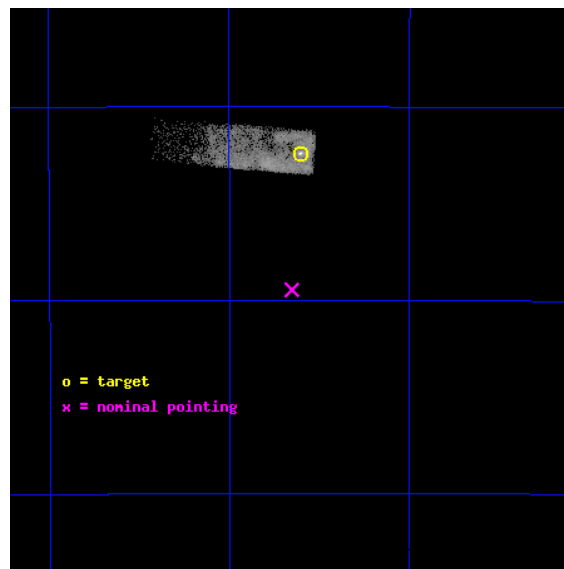 o = target
x = nominal pointing